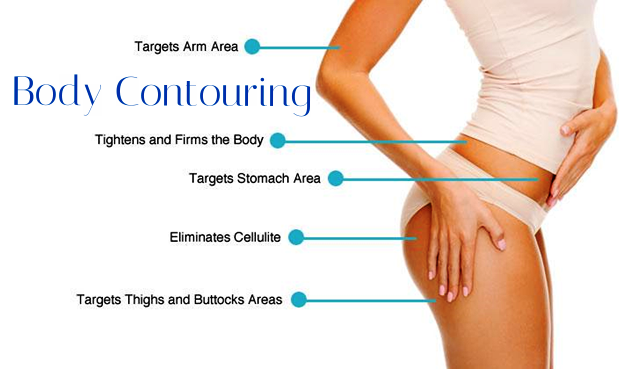 Targets Arm Area
Body Contouring
Tightens and Firms the Body
Targets Stomach Area
Eliminates Cellulite
Targets Thighs and Buttocks Areas